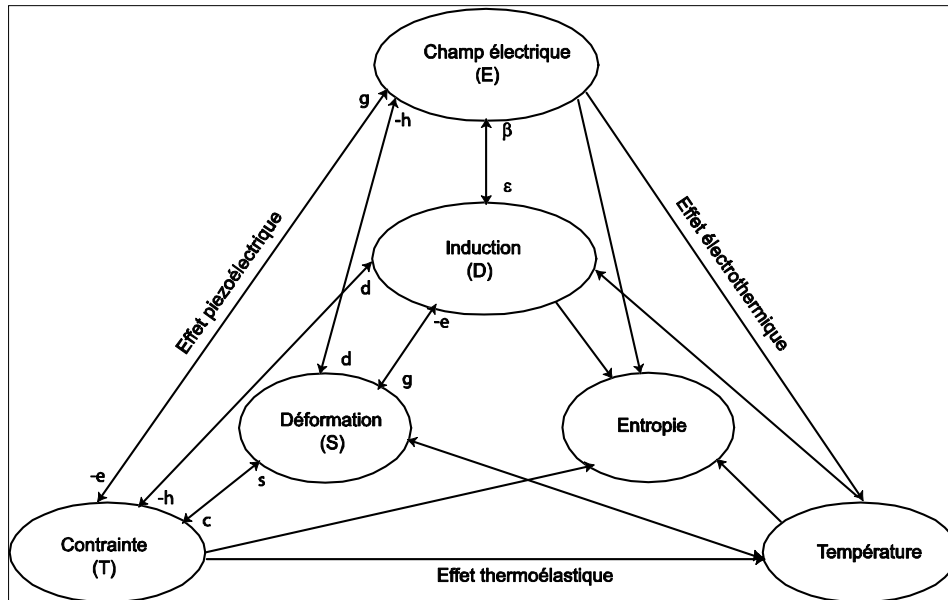 Champ électrique
(E)
g
-h
β
ε
Effet piezoélectrique
Effet électrothermique
Induction
(D)
d
-e
d
g
Déformation
(S)
Entropie
-e
-h
s
c
Contrainte
(T)
Température
Effet thermoélastique